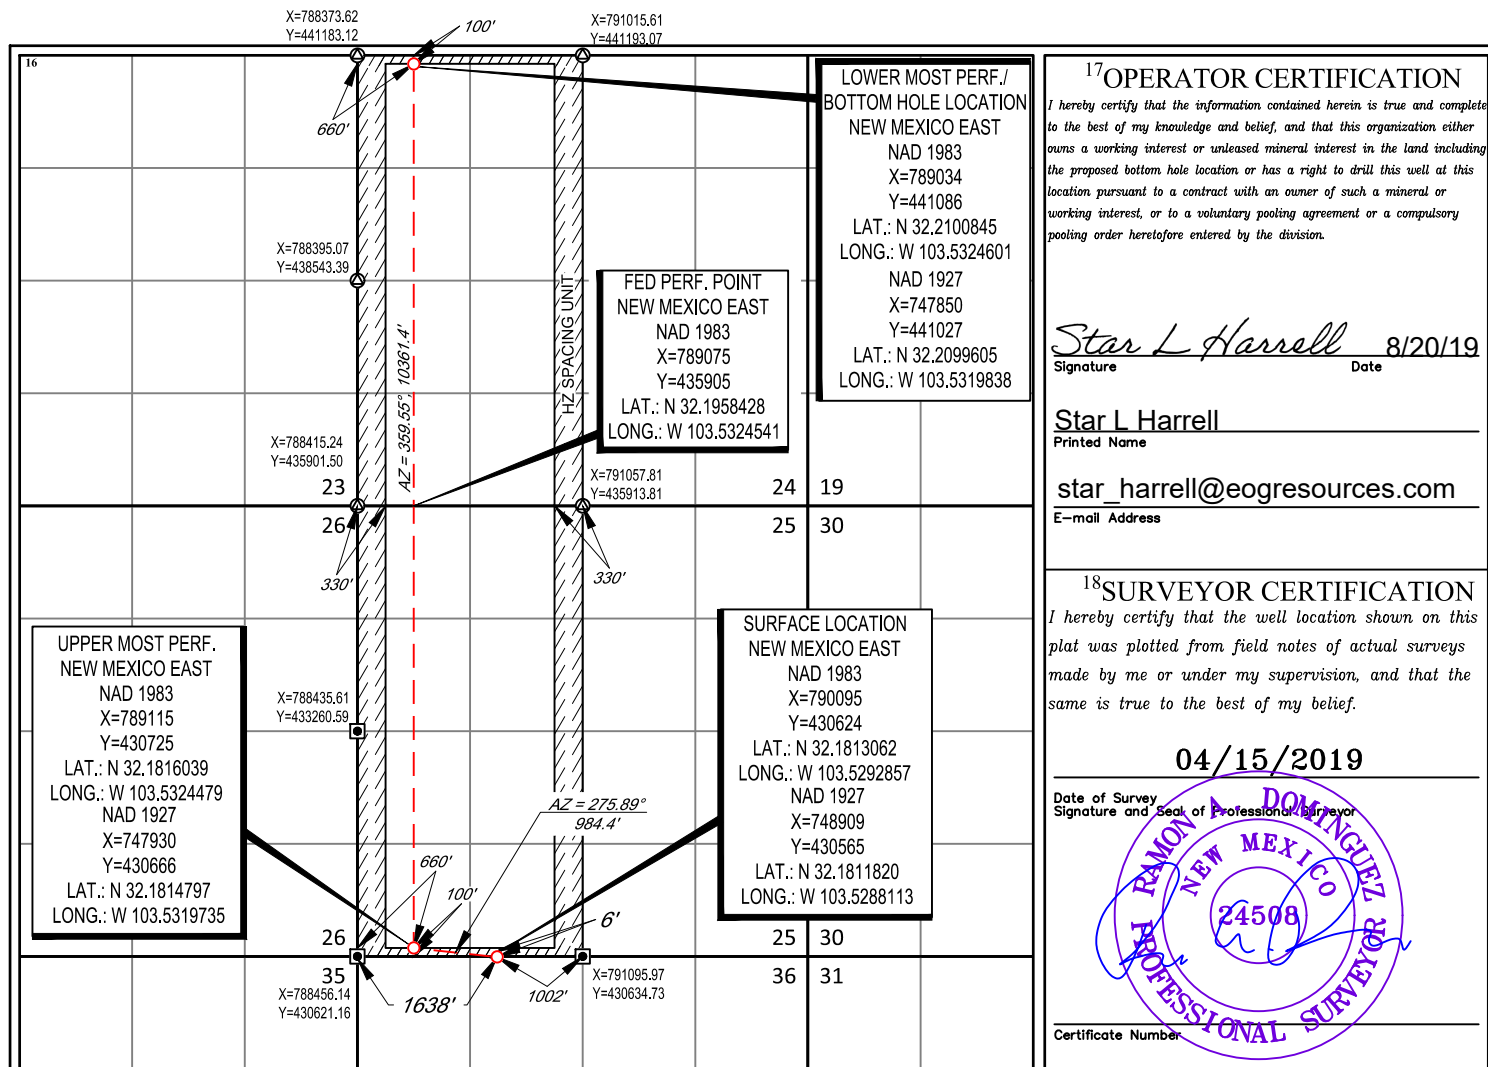 X=788373.62
Y=441183.12
100'
X=791015.61
Y=441193.07
16
660'
LOWER MOST PERF./
BOTTOM HOLE LOCATION
NEW MEXICO EAST
NAD 1983
X=789034
Y=441086
LAT.: N 32.2100845
LONG.: W 103.5324601
NAD 1927
X=747850
Y=441027
LAT.: N 32.2099605
LONG.: W 103.5319838
X=788395.07
Y=438543.39
AZ = 359.55°, 10361.4'
HZ SPACING UNIT
FED PERF. POINT
NEW MEXICO EAST
NAD 1983
X=789075
Y=435905
LAT.: N 32.1958428
LONG.: W 103.5324541
X=788415.24
Y=435901.50
X=791057.81
Y=435913.81
23
24 19
26
25 30
330'
330'
UPPER MOST PERF.
NEW MEXICO EAST
NAD 1983
X=789115
Y=430725
LAT.: N 32.1816039
LONG.: W 103.5324479
NAD 1927
X=747930
Y=430666
LAT.: N 32.1814797
LONG.: W 103.5319735
X=788435.61
Y=433260.59
SURFACE LOCATION
NEW MEXICO EAST
NAD 1983
X=790095
Y=430624
LAT.: N 32.1813062
LONG.: W 103.5292857
NAD 1927
X=748909
Y=430565
LAT.: N 32.1811820
LONG.: W 103.5288113
AZ = 275.89°
984.4'
660'
100'
6'
26
25 30
35
36 31
X=788456.14
Y=430621.16
1638'
1002'
X=791095.97
Y=430634.73
17 OPERATOR CERTIFICATION
I hereby certify that the information contained herein is true and complete
to the best of my knowledge and belief, and that this organization either
owns a working interest or unleased mineral interest in the land including
the proposed bottom hole location or has a right to drill this well at this
location pursuant to a contract with an owner of such a mineral or
working interest, or to a voluntary pooling agreement or a compulsory
pooling order heretofore entered by the division.
Star L Harrell 8/20/19
Signature Date
Star L Harrell
Printed Name
star_harrell@eogresources.com
E-mail Address
18 SURVEYOR CERTIFICATION
I hereby certify that the well location shown on this
plat was plotted from field notes of actual surveys
made by me or under my supervision, and that the
same is true to the best of my belief.
04/15/2019
Date of Survey
Signature and Seal of Professional Surveyor
RAMON A. DOMINGUEZ
NEW MEXICO
24508
PROFESSIONAL SURVEYOR
Certificate Number